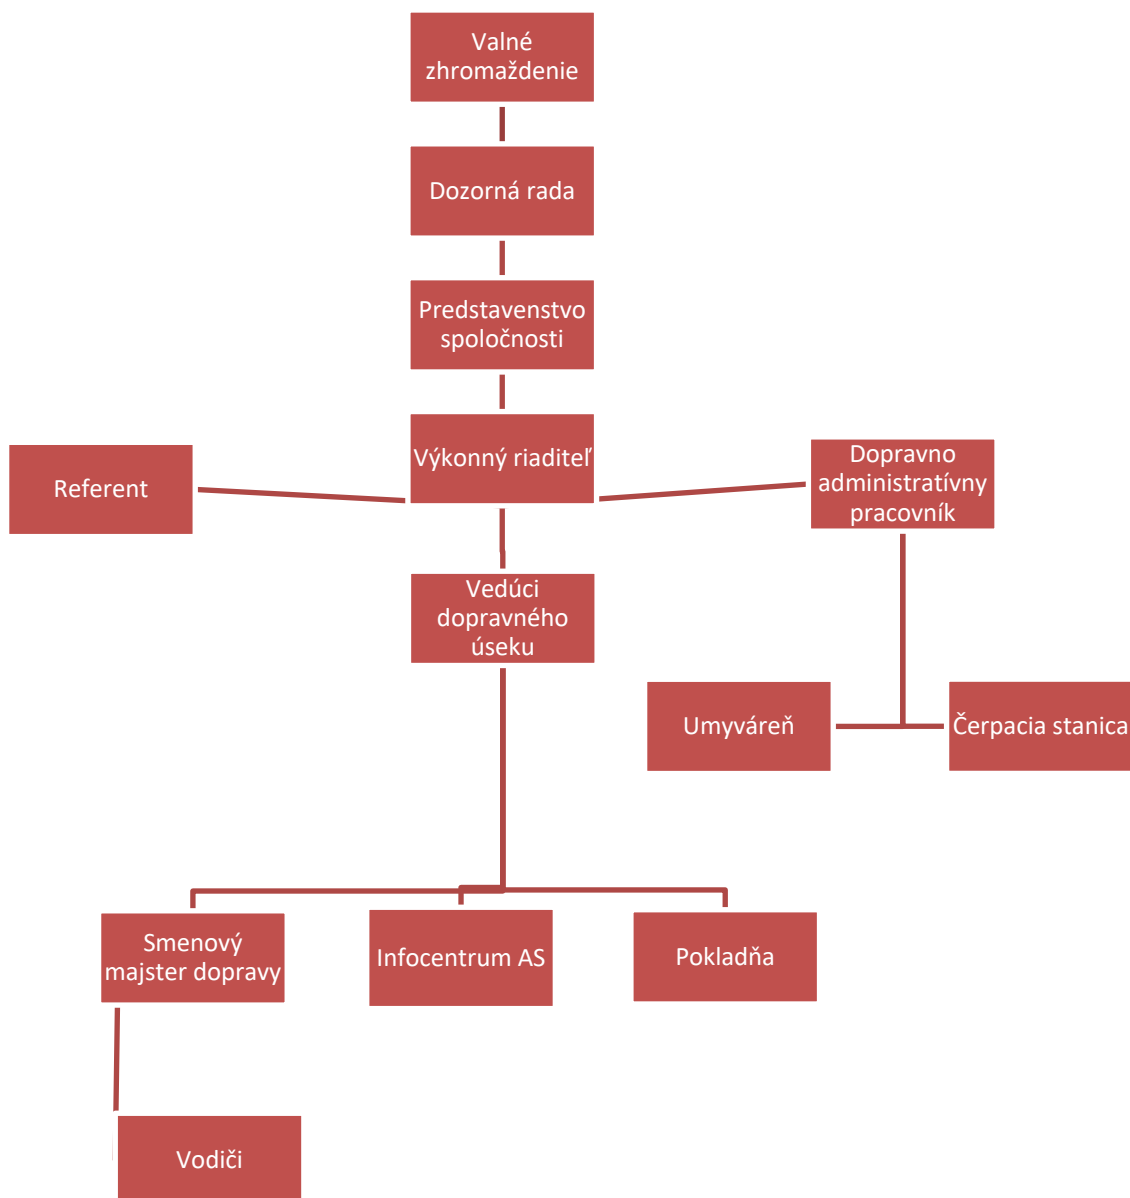 Valné
zhromaždenie
Dozorná rada
Predstavenstvo
spoločnosti
Výkonný riaditeľ
Referent
Dopravno
administratívny
pracovník
Vedúci
dopravného
úseku
Umyváreň
Čerpacia stanica
Smenový
majster dopravy
Infocentrum AS
Pokladňa
Vodiči